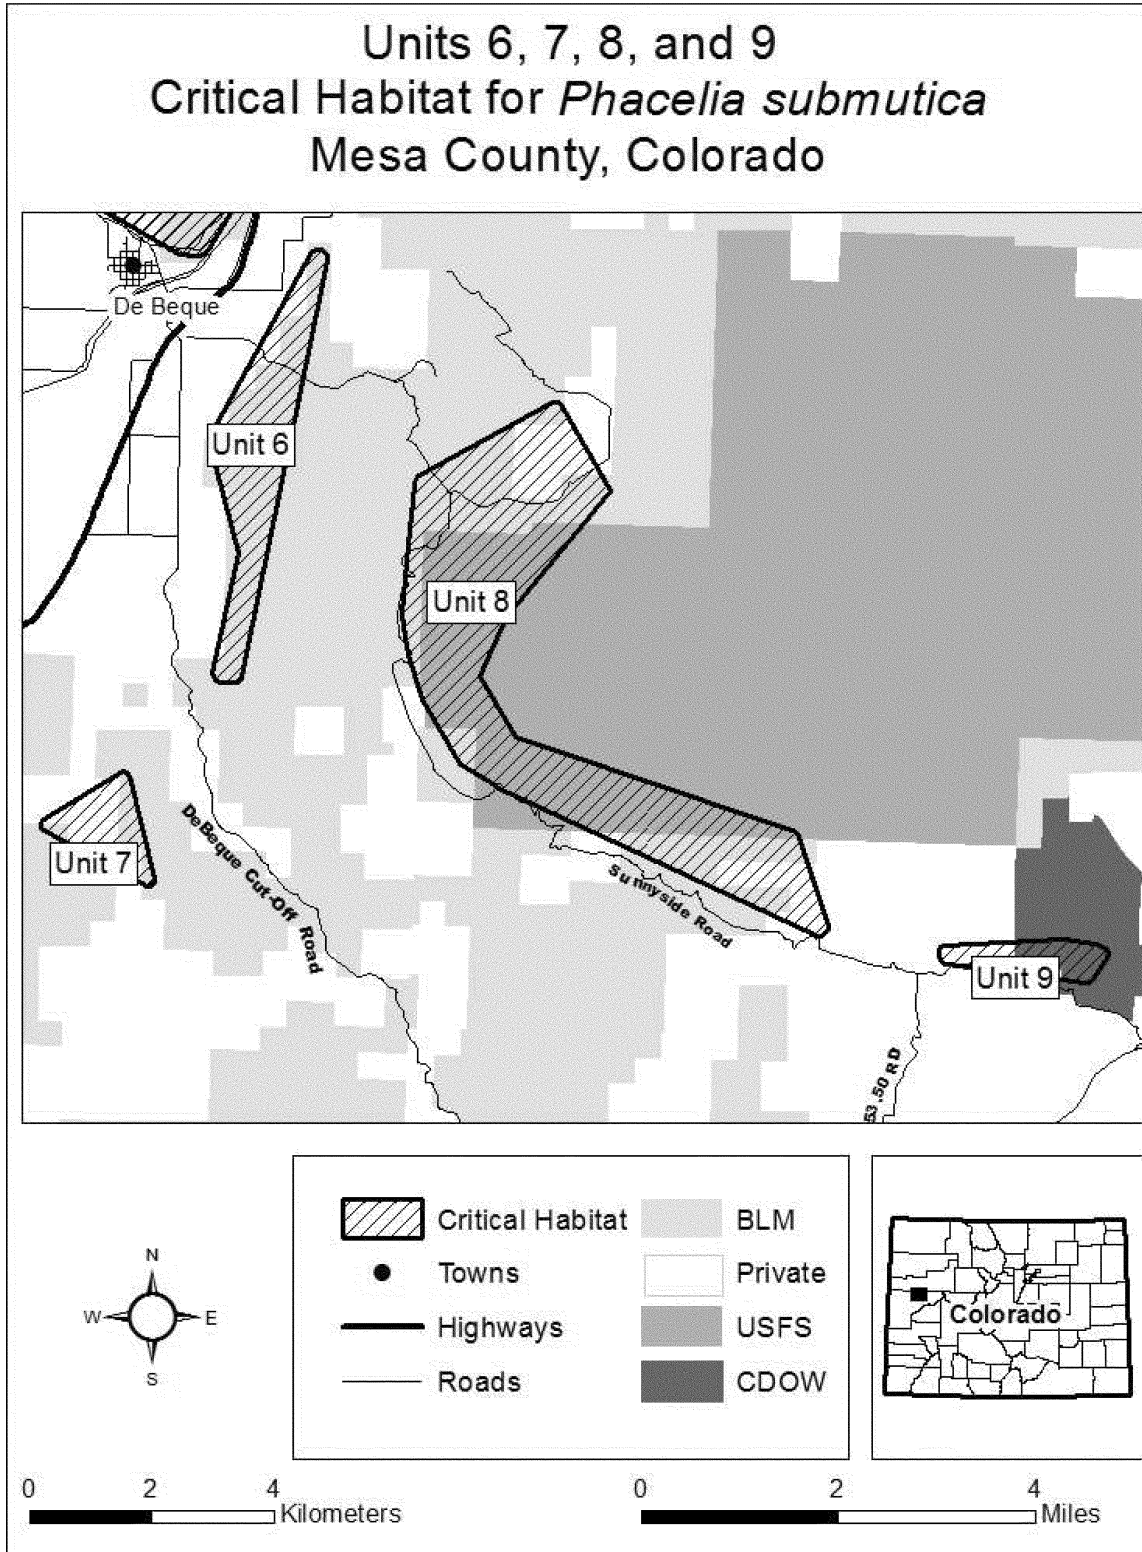 Units 6, 7, 8, and 9
Critical Habitat for Phacelia submutica
Mesa County, Colorado
De Beque
Unit 6
Unit 8
Unit 7
DeBeque Cut-Off Road
Sunnyside Road
Unit 9
53.50 RD
N
W
E
S
Critical Habitat
Towns
Highways
Roads
BLM
Private
USFS
CDOW
Colorado
0 2 4
Kilometers
0 2 4
Miles